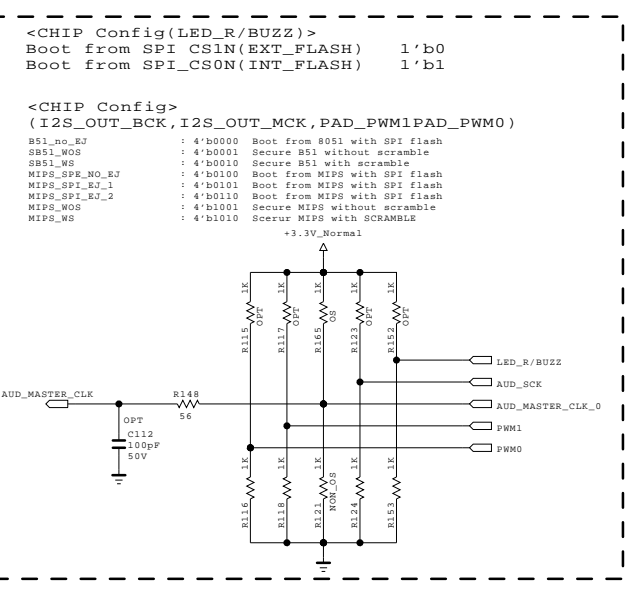 <CHIP Config(LED_R/BUZZ)>
Boot from SPI CS1N(EXT_FLASH) 1'b0
Boot from SPI_CS0N(INT_FLASH) 1'b1
<CHIP Config>
(I2S_OUT_BCK,I2S_OUT_MCK,PAD_PWM1PAD_PWM0)
B51_no_EJ : 4'b0000 Boot from 8051 with SPI flash
SB51_WOS : 4'b0001 Secure B51 without scramble
SB51_WS : 4'b0010 Secure B51 with scramble
MIPS_SPE_NO_EJ : 4'b0100 Boot from MIPS with SPI flash
MIPS_SPI_EJ_1 : 4'b0101 Boot from MIPS with SPI flash
MIPS_SPI_EJ_2 : 4'b0110 Boot from MIPS with SPI flash
MIPS_WOS : 4'b1001 Secure MIPS without scramble
MIPS_WS : 4'b1010 Scerur MIPS with SCRAMBLE
+3.3V_Normal
1K 1K 1K 1K 1K
OPT OPT OS OPT OPT
R115 R117 R165 R123 R152
LED_R/BUZZ
AUD_SCK
AUD_MASTER_CLK R148 AUD_MASTER_CLK_0
56
OPT
PWM1
C112
100pF PWM0
50V
1K 1K 1K 1K 1K
NON_OS
R116 R118 R121 R124 R153